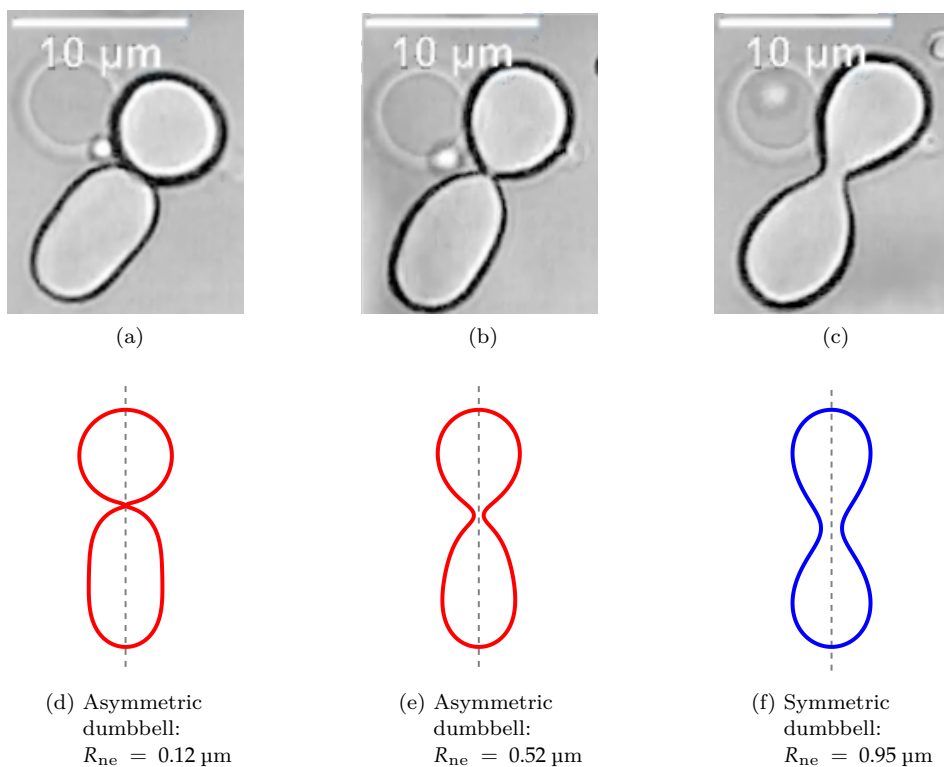 10 µm
10 µm
10 µm
(a)
(b)
(c)
(d) Asymmetric
dumbbell:
R_ne = 0.12 µm
(e) Asymmetric
dumbbell:
R_ne = 0.52 µm
(f) Symmetric
dumbbell:
R_ne = 0.95 µm